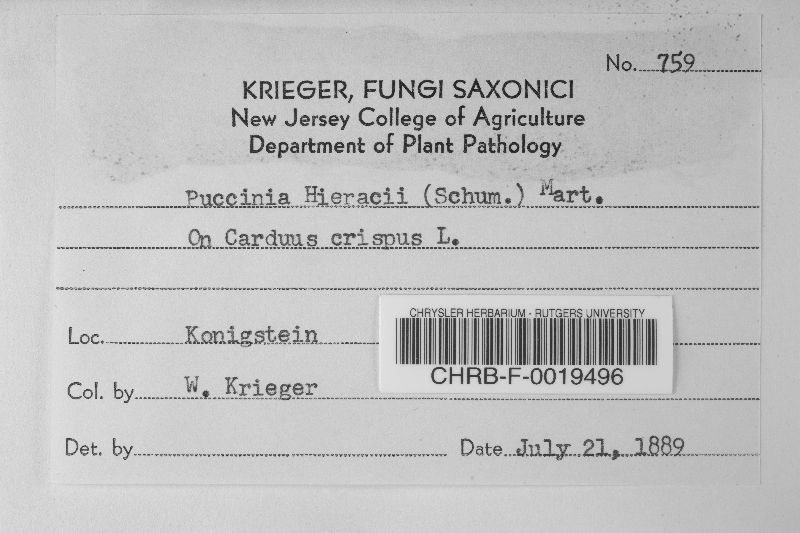 No. 759
KRIEGER, FUNGI SAXONICI
New Jersey College of Agriculture
Department of Plant Pathology
Puccinia Hieracii (Schum.) Mart.
On Carduus crispus L.
Loc. Konigstein
CHRYSLER HERBARIUM - RUTGERS UNIVERSITY
CHRB-F-0019496
Col. by W. Krieger
Det. by Date July 21, 1889